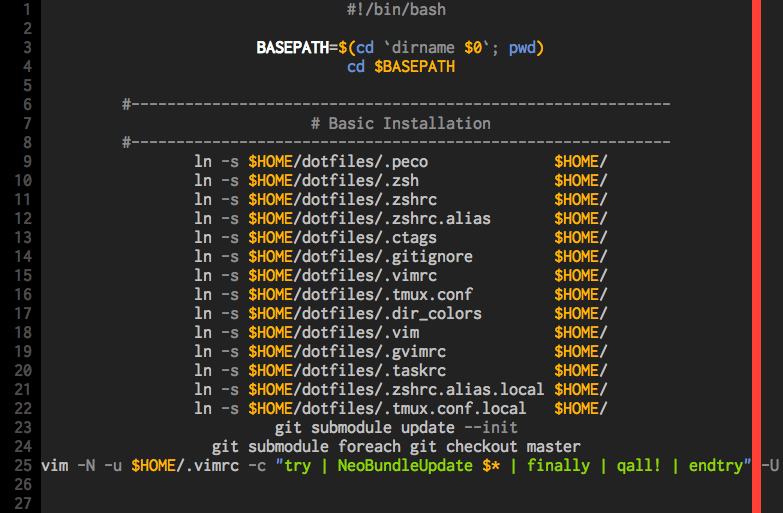 1 #!/bin/bash
2
3 BASEPATH=$(cd `dirname $0`; pwd)
4 cd $BASEPATH
5
6 #------------------------------------------------------------
7 # Basic Installation
8 #------------------------------------------------------------
9 ln -s $HOME/dotfiles/.peco $HOME/
10 ln -s $HOME/dotfiles/.zsh $HOME/
11 ln -s $HOME/dotfiles/.zshrc $HOME/
12 ln -s $HOME/dotfiles/.zshrc.alias $HOME/
13 ln -s $HOME/dotfiles/.ctags $HOME/
14 ln -s $HOME/dotfiles/.gitignore $HOME/
15 ln -s $HOME/dotfiles/.vimrc $HOME/
16 ln -s $HOME/dotfiles/.tmux.conf $HOME/
17 ln -s $HOME/dotfiles/.dir_colors $HOME/
18 ln -s $HOME/dotfiles/.vim $HOME/
19 ln -s $HOME/dotfiles/.gvimrc $HOME/
20 ln -s $HOME/dotfiles/.taskrc $HOME/
21 ln -s $HOME/dotfiles/.zshrc.alias.local $HOME/
22 ln -s $HOME/dotfiles/.tmux.conf.local $HOME/
23 git submodule update --init
24 git submodule foreach git checkout master
25 vim -N -u $HOME/.vimrc -c "try | NeoBundleUpdate $* | finally | qall! | endtry" -U
26
27